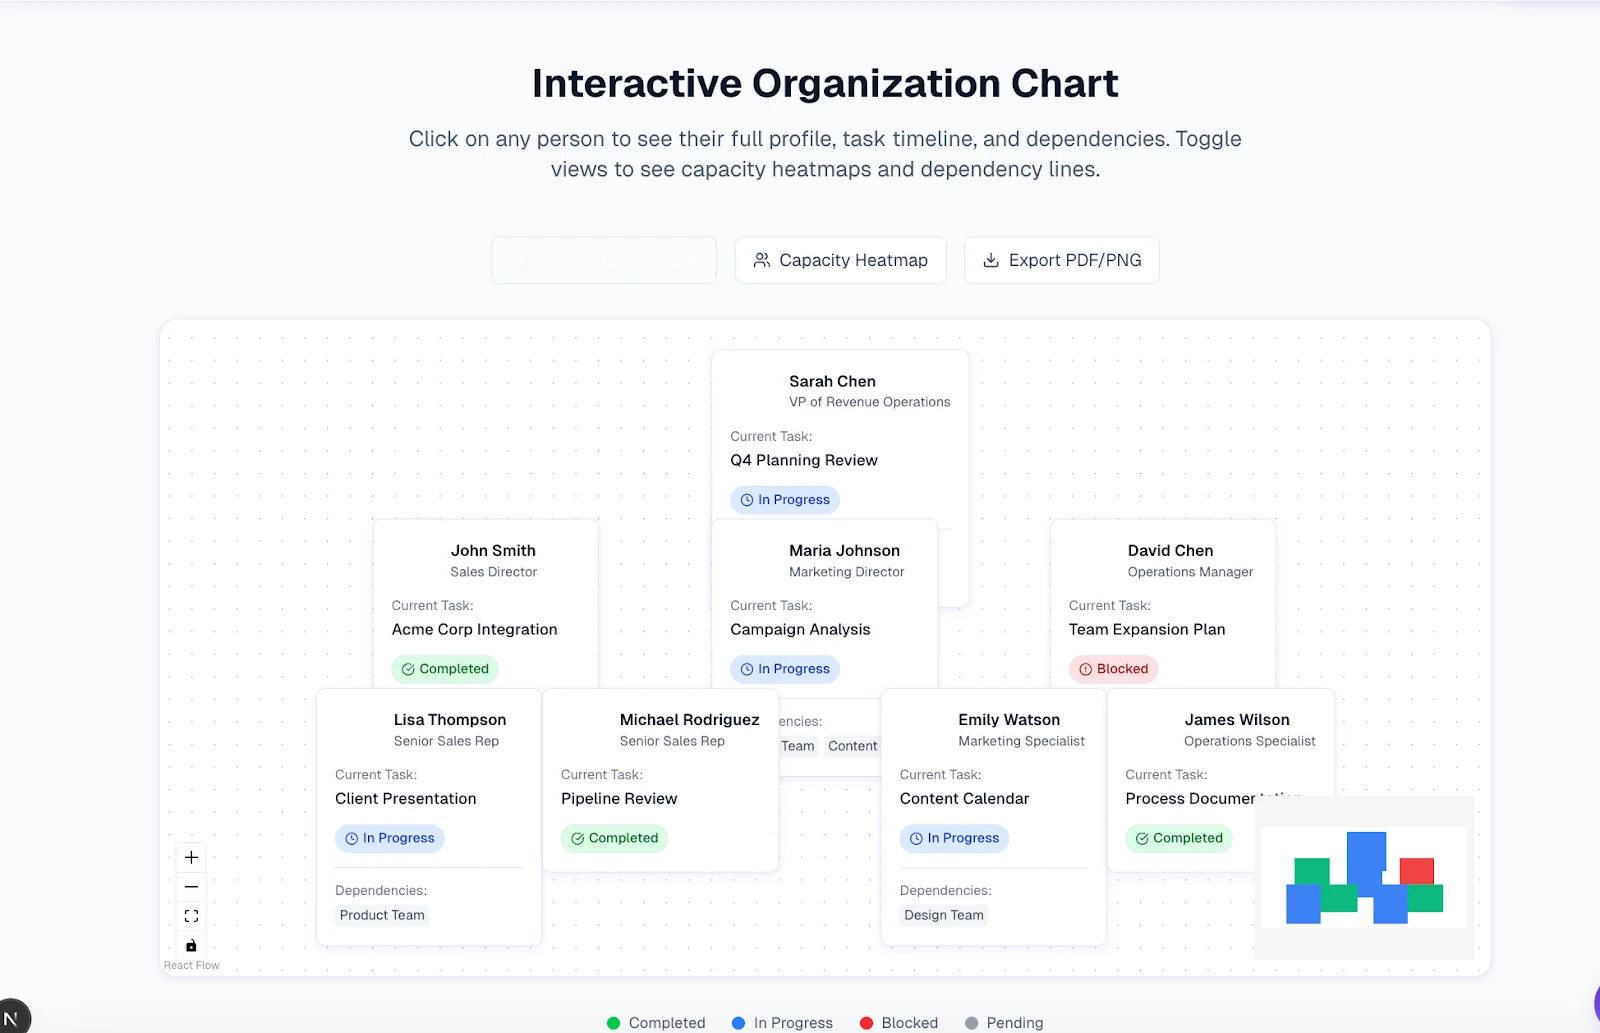 Interactive Organization Chart
Click on any person to see their full profile, task timeline, and dependencies. Toggle
views to see capacity heatmaps and dependency lines.
Capacity Heatmap
Export PDF/PNG
Sarah Chen
VP of Revenue Operations
Current Task:
Q4 Planning Review
In Progress
John Smith
Sales Director
Current Task:
Acme Corp Integration
Completed
Maria Johnson
Marketing Director
Current Task:
Campaign Analysis
In Progress
encies:
Team
Content
David Chen
Operations Manager
Current Task:
Team Expansion Plan
Blocked
Lisa Thompson
Senior Sales Rep
Current Task:
Client Presentation
In Progress
Dependencies:
Product Team
Michael Rodriguez
Senior Sales Rep
Current Task:
Pipeline Review
Completed
Emily Watson
Marketing Specialist
Current Task:
Content Calendar
In Progress
Dependencies:
Design Team
James Wilson
Operations Specialist
Current Task:
Process Documentation
Completed
React Flow
N
Completed
In Progress
Blocked
Pending